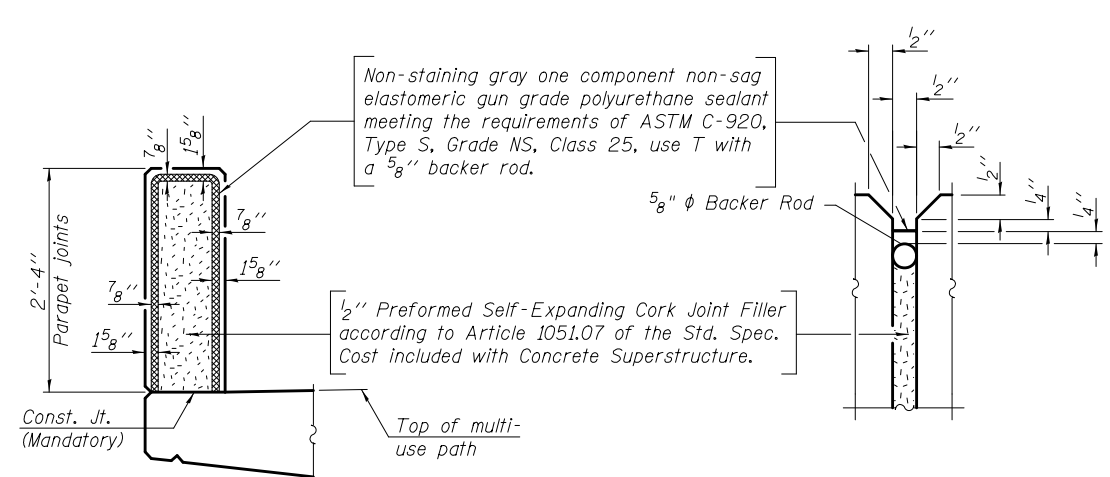 Non-staining gray one component non-sag
elastomeric gun grade polyurethane sealant
meeting the requirements of ASTM C-920,
Type S, Grade NS, Class 25, use T with
a 5/8" backer rod.
7/8"
1 5/8"
7/8"
1 5/8"
7/8"
1 5/8"
2'-4"
Parapet joints
1/2" Preformed Self-Expanding Cork Joint Filler
according to Article 1051.07 of the Std. Spec.
Cost included with Concrete Superstructure.
Const. Jt.
(Mandatory)
Top of multi-
use path
1/2"
1/2"
1/2"
1/2"
1/4"
1/4"
5/8" ϕ Backer Rod